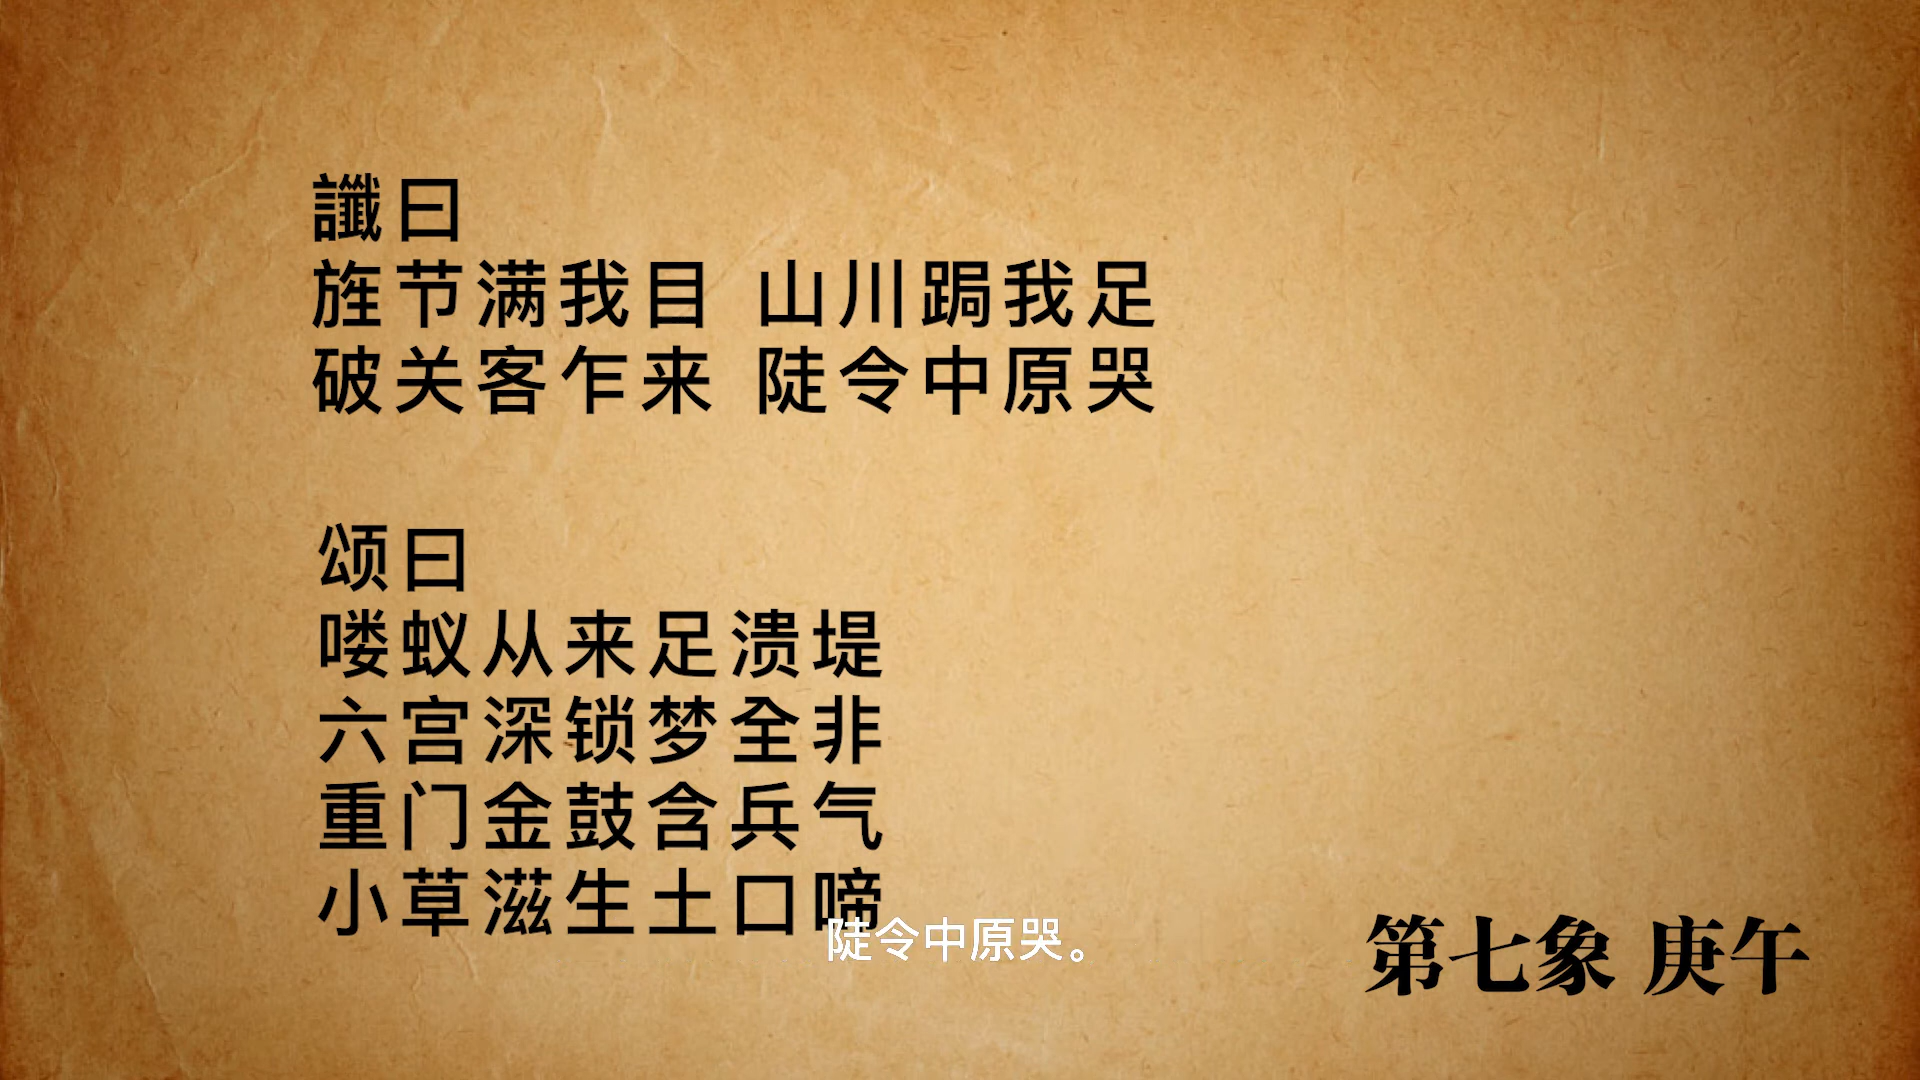 讖曰
旌节满我目 山川跼我足
破关客乍来 陡令中原哭
颂曰
喽蚁从来足溃堤
六宫深锁梦全非
重门金鼓含兵气
小草滋生土口啼
陡令中原哭。
第七象 庚午